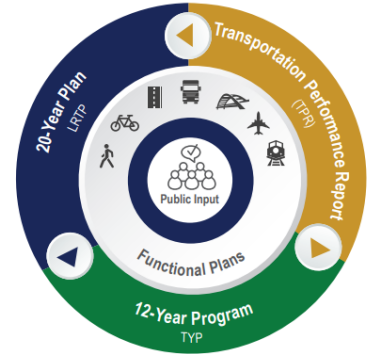 20-Year Plan
LRTP
Transportation Performance Report
(TPR)
Public Input
Functional Plans
12-Year Program
TYP